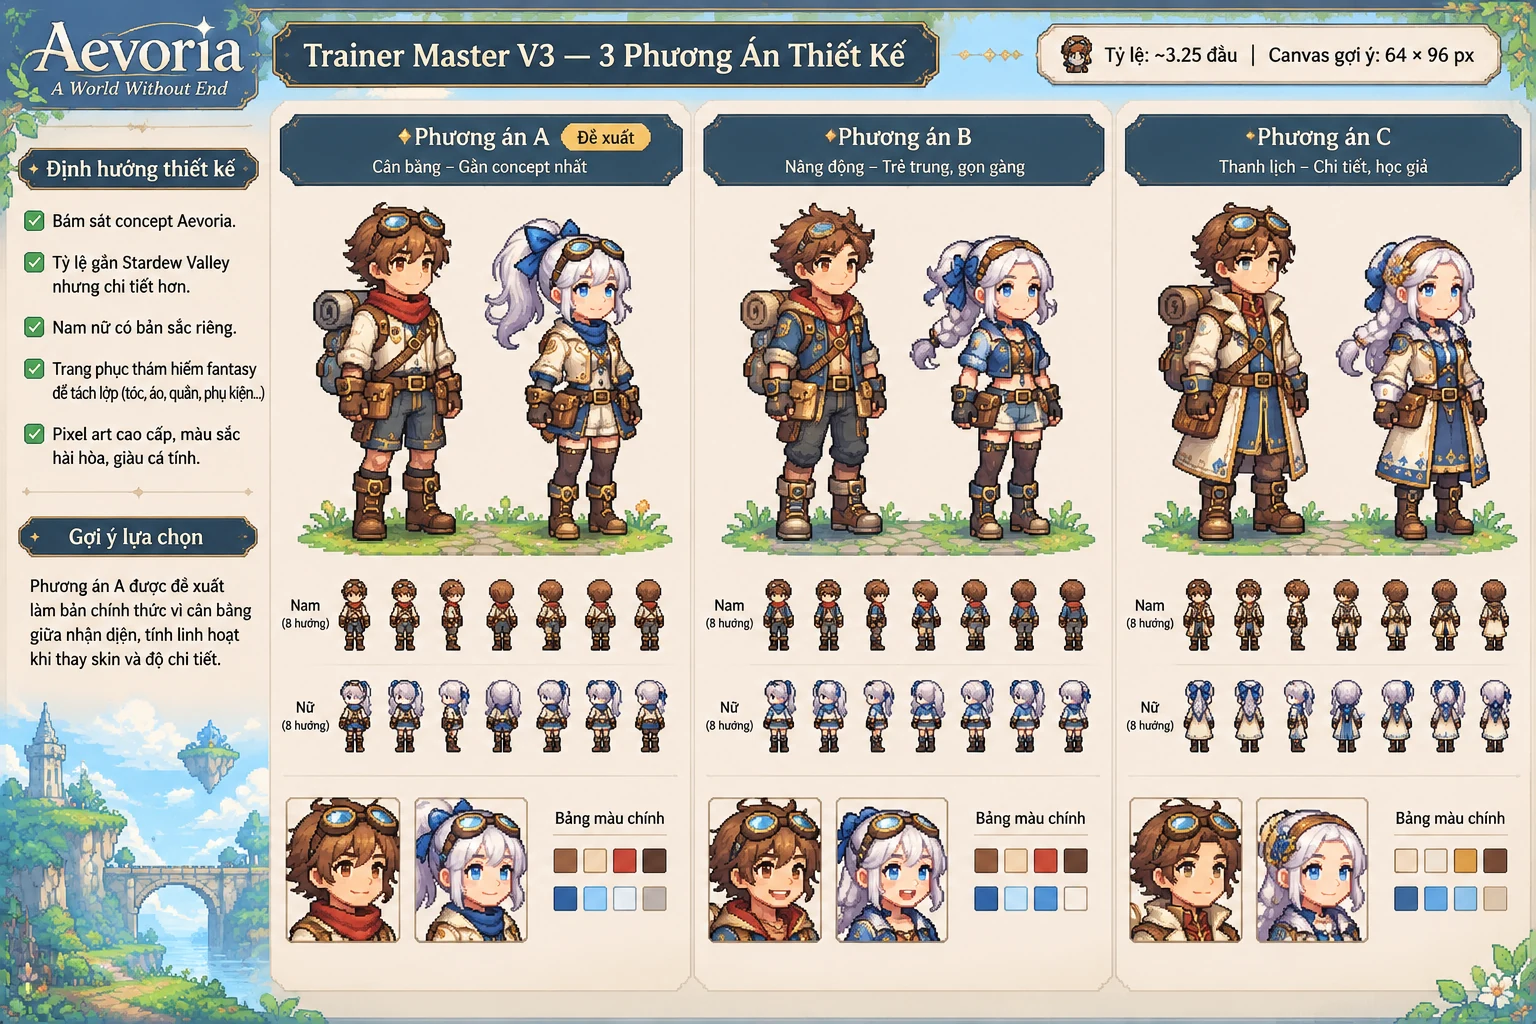 Aevoria
A World Without End
Trainer Master V3 — 3 Phương Án Thiết Kế
Tỷ lệ: ~3.25 đầu | Canvas gợi ý: 64 × 96 px
Định hướng thiết kế
Bám sát concept Aevoria.
Tỷ lệ gần Stardew Valley
nhưng chi tiết hơn.
Nam nữ có bản sắc riêng.
Trang phục thám hiểm fantasy
để tách lớp (tóc, áo, quần, phụ kiện...)
Pixel art cao cấp, màu sắc
hài hòa, giàu cá tính.
Gợi ý lựa chọn
Phương án A được đề xuất
làm bản chính thức vì cân bằng
giữa nhận diện, tính linh hoạt
khi thay skin và độ chi tiết.
Phương án A Đề xuất
Cân bằng – Gần concept nhất
Nam
(8 hướng)
Nữ
(8 hướng)
Bảng màu chính
Phương án B
Năng động – Trẻ trung, gọn gàng
Nam
(8 hướng)
Nữ
(8 hướng)
Bảng màu chính
Phương án C
Thanh lịch – Chi tiết, học giả
Nam
(8 hướng)
Nữ
(8 hướng)
Bảng màu chính